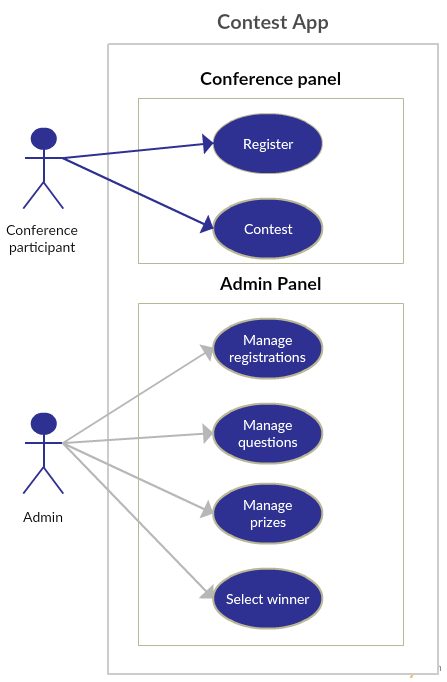 Contest App
Conference panel
Register
Conference
participant
Contest
Admin Panel
Manage
registrations
Manage
questions
Admin
Manage
prizes
Select winner